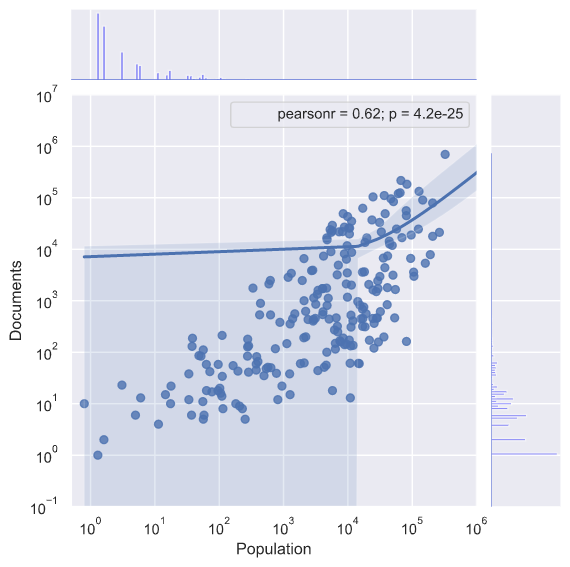 pearsonr = 0.62; p = 4.2e-25
10⁷
10⁶
10⁵
10⁴
10³
10²
10¹
10⁰
10⁻¹
Documents
10⁰ 10¹ 10² 10³ 10⁴ 10⁵ 10⁶
Population